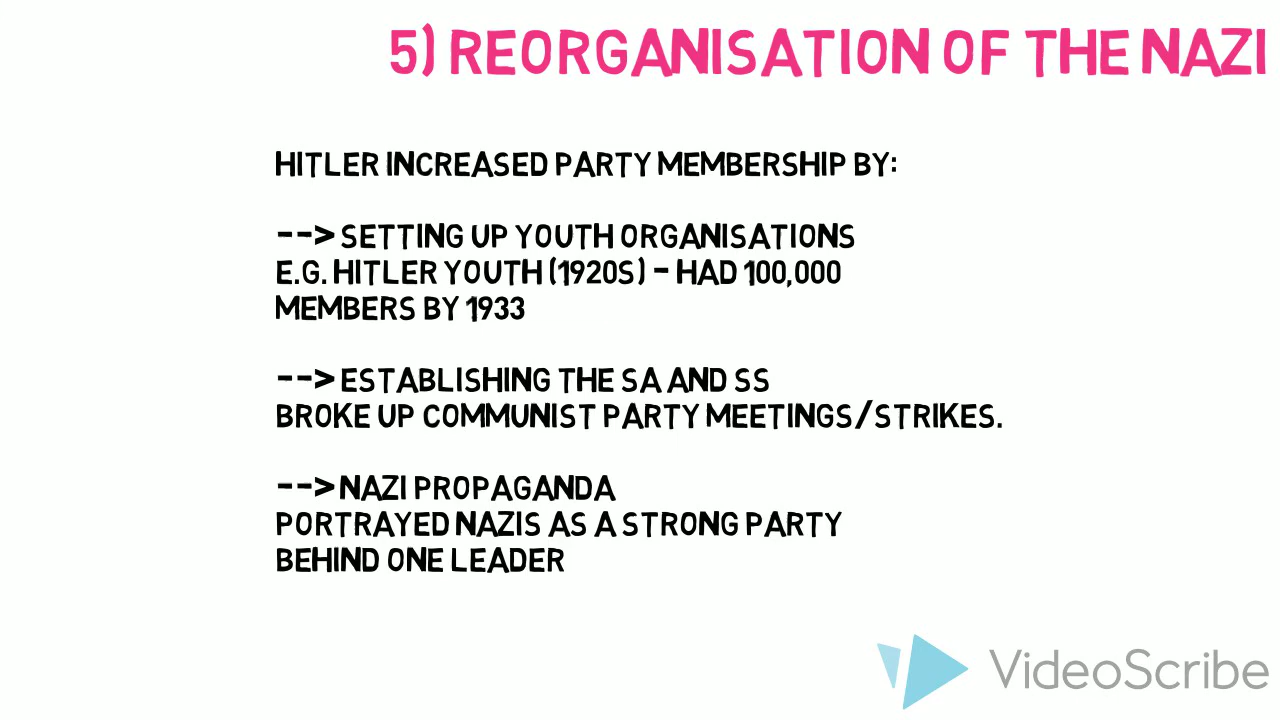 5) REORGANISATION OF THE NAZI
HITLER INCREASED PARTY MEMBERSHIP BY:
--> SETTING UP YOUTH ORGANISATIONS
E.G. HITLER YOUTH (1920S) - HAD 100,000
MEMBERS BY 1933
--> ESTABLISHING THE SA AND SS
BROKE UP COMMUNIST PARTY MEETINGS/STRIKES.
--> NAZI PROPAGANDA
PORTRAYED NAZIS AS A STRONG PARTY
BEHIND ONE LEADER
VideoScribe